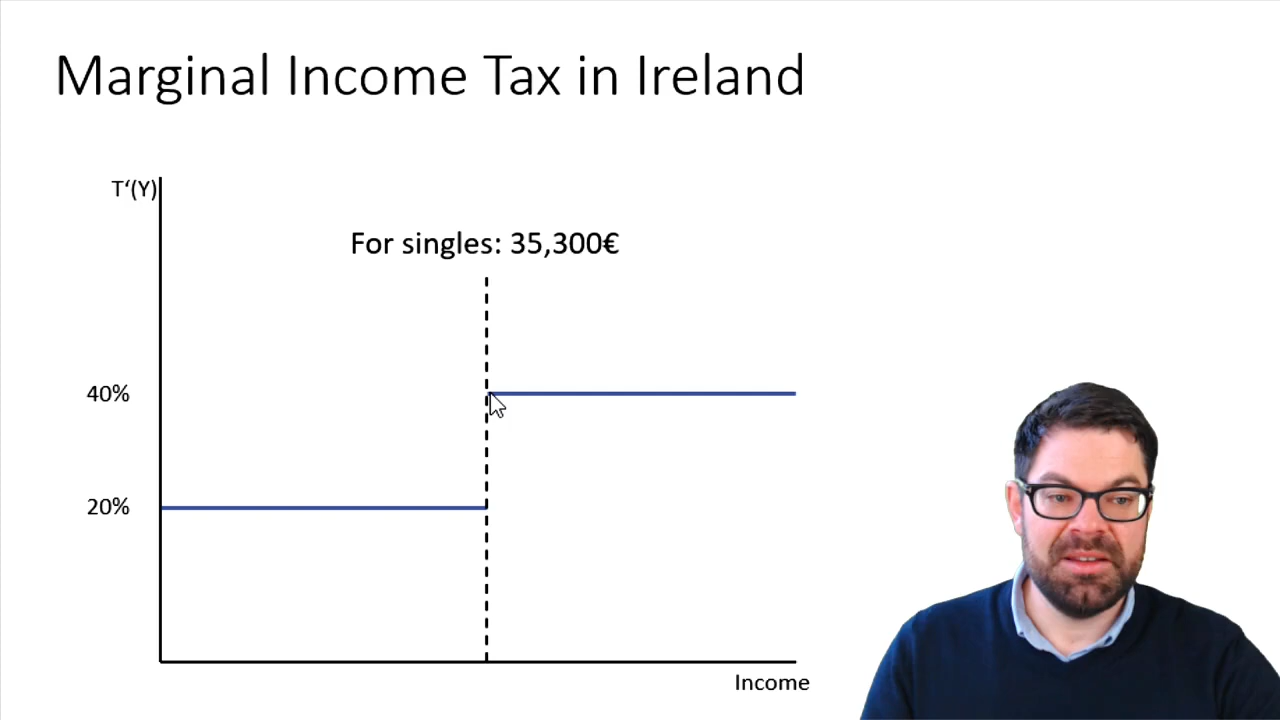 Marginal Income Tax in Ireland
T‘(Y)
For singles: 35,300€
40%
20%
Income